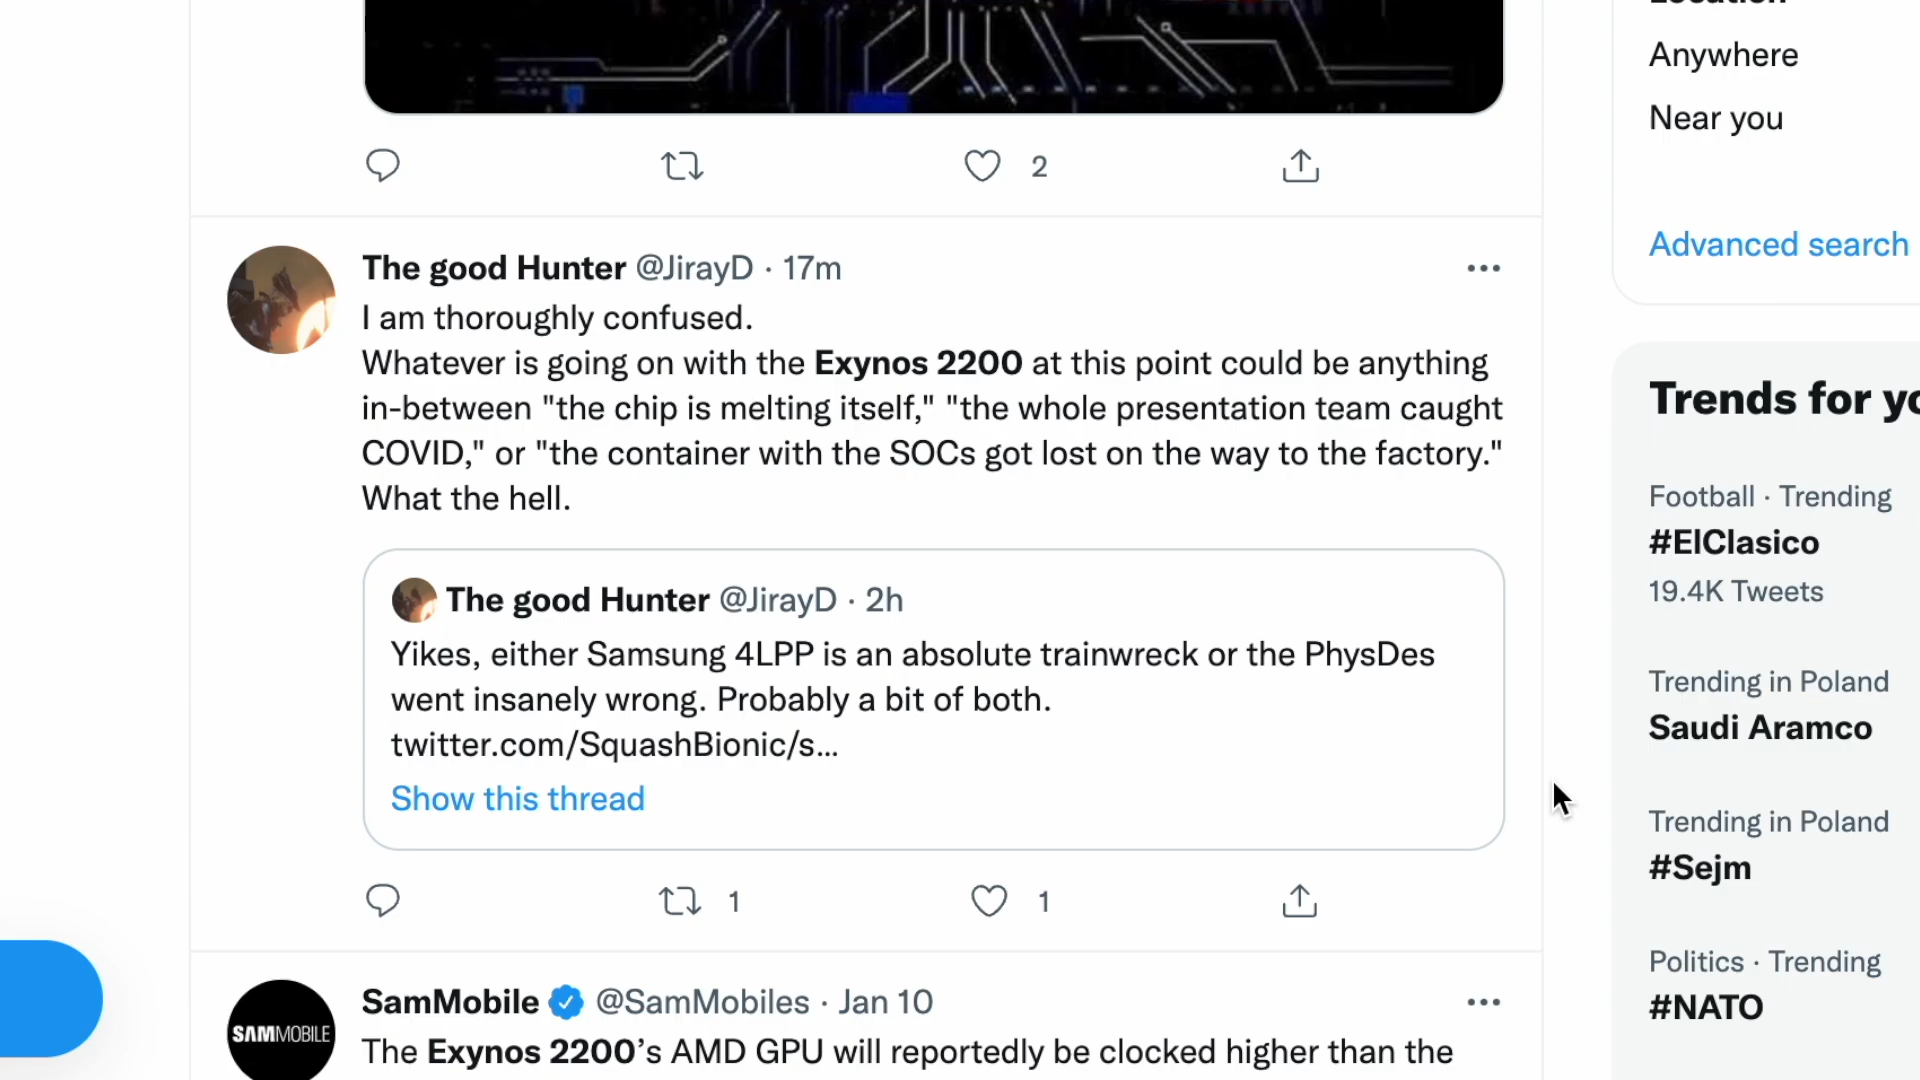 Location
Anywhere
Near you
2
Advanced search
The good Hunter @JirayD · 17m
I am thoroughly confused.
Whatever is going on with the Exynos 2200 at this point could be anything
in-between "the chip is melting itself," "the whole presentation team caught
COVID," or "the container with the SOCs got lost on the way to the factory."
What the hell.
The good Hunter @JirayD · 2h
Yikes, either Samsung 4LPP is an absolute trainwreck or the PhysDes
went insanely wrong. Probably a bit of both.
twitter.com/SquashBionic/s...
Show this thread
1
1
SAMMOBILE
SamMobile @SamMobiles · Jan 10
The Exynos 2200's AMD GPU will reportedly be clocked higher than the
Trends for yo
Football · Trending
#ElClasico
19.4K Tweets
Trending in Poland
Saudi Aramco
Trending in Poland
#Sejm
Politics · Trending
#NATO